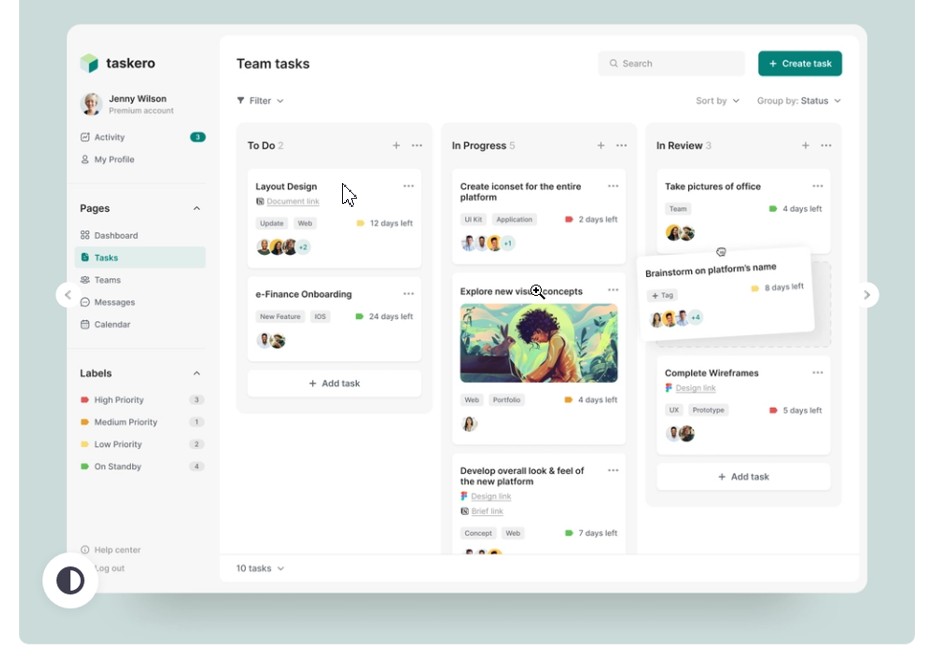 taskero
Jenny Wilson
Premium account
Activity 3
My Profile
Pages
Dashboard
Tasks
Teams
Messages
Calendar
Labels
High Priority 3
Medium Priority 1
Low Priority 2
On Standby 4
Help center
Log out
Team tasks
Search
+ Create task
Filter
Sort by
Group by: Status
To Do 2
Layout Design
Document link
Update Web 12 days left
+2
e-Finance Onboarding
New Feature IOS 24 days left
+ Add task
In Progress 5
Create iconset for the entire
platform
UI Kit Application 2 days left
+1
Explore new visual concepts
Web Portfolio 4 days left
Develop overall look & feel of
the new platform
Design link
Brief link
Concept Web 7 days left
In Review 3
Take pictures of office
Team 4 days left
Brainstorm on platform's name
+ Tag 8 days left
+4
Complete Wireframes
Design link
UX Prototype 5 days left
+ Add task
10 tasks